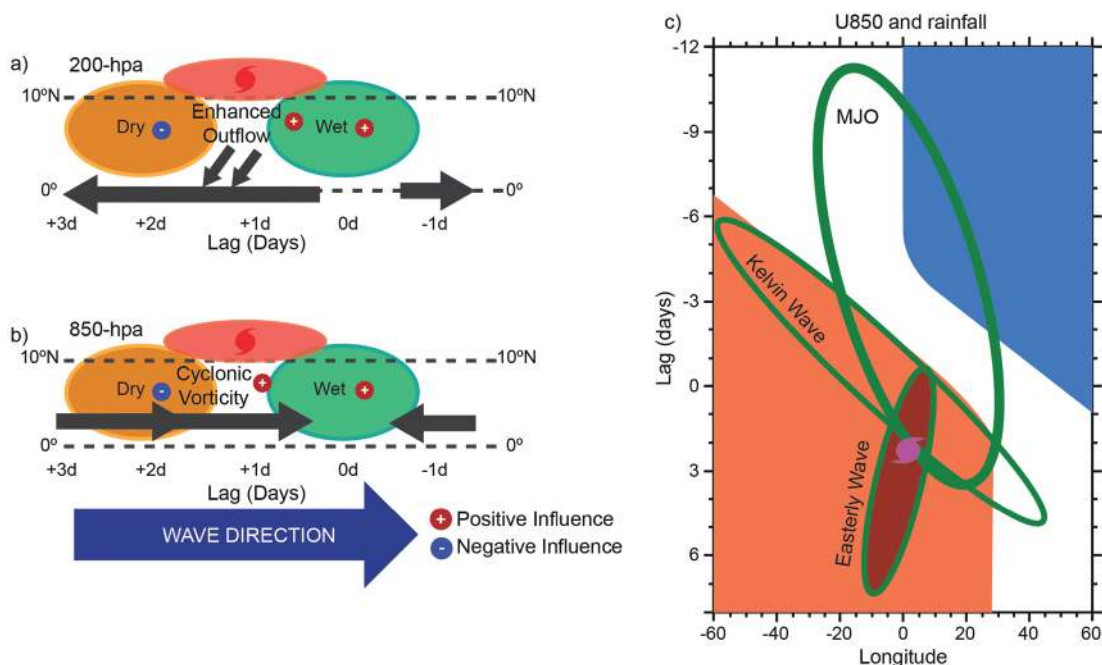 a)
200-hpa
10ºN
10ºN
Dry
-
Enhanced
Outflow
+
Wet
+
0º
0º
+3d
+2d
+1d
0d
-1d
Lag (Days)
b)
850-hpa
10ºN
10ºN
Dry
-
Cyclonic
Vorticity
+
Wet
+
0º
0º
+3d
+2d
+1d
0d
-1d
Lag (Days)
WAVE DIRECTION
+ Positive Influence
- Negative Influence
c)
U850 and rainfall
-12
-9
-6
-3
0
3
6
Lag (days)
MJO
Kelvin Wave
Easterly Wave
-60
-40
-20
0
20
40
60
Longitude